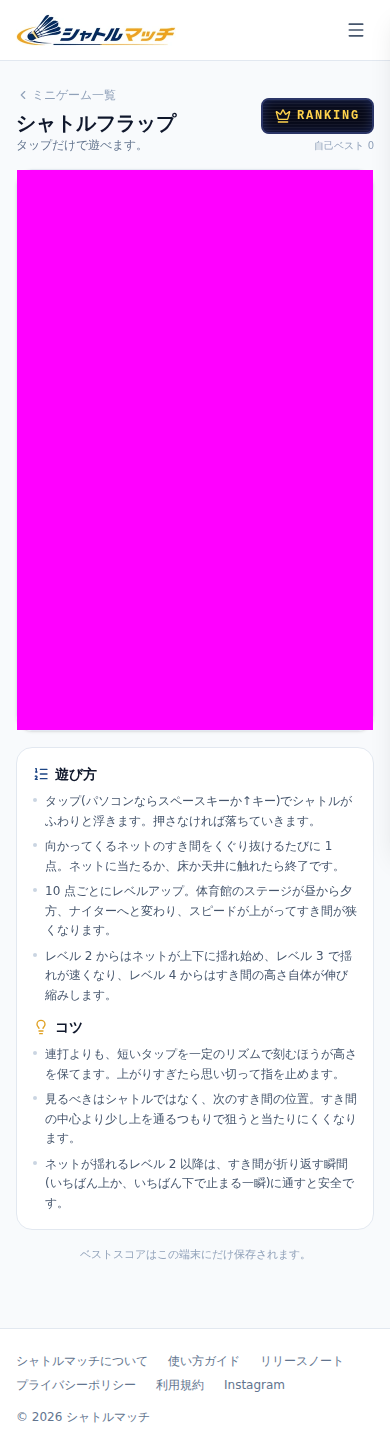 シャトルマッチ
ミニゲーム一覧
シャトルフラップ
タップだけで遊べます。
RANKING
自己ベスト 0
遊び方
タップ(パソコンならスペースキーか↑キー)でシャトルが
ふわりと浮きます。押さなければ落ちていきます。
向かってくるネットのすき間をくぐり抜けるたびに 1
点。ネットに当たるか、床か天井に触れたら終了です。
10 点ごとにレベルアップ。体育館のステージが昼から夕
方、ナイターへと変わり、スピードが上がってすき間が狭
くなります。
レベル 2 からはネットが上下に揺れ始め、レベル 3 で揺
れが速くなり、レベル 4 からはすき間の高さ自体が伸び
縮みします。
コツ
連打よりも、短いタップを一定のリズムで刻むほうが高さ
を保てます。上がりすぎたら思い切って指を止めます。
見るべきはシャトルではなく、次のすき間の位置。すき間
の中心より少し上を通るつもりで狙うと当たりにくくなり
ます。
ネットが揺れるレベル 2 以降は、すき間が折り返す瞬間
(いちばん上か、いちばん下で止まる一瞬)に通すと安全で
す。
ベストスコアはこの端末にだけ保存されます。
シャトルマッチについて 使い方ガイド リリースノート
プライバシーポリシー 利用規約 Instagram
© 2026 シャトルマッチ